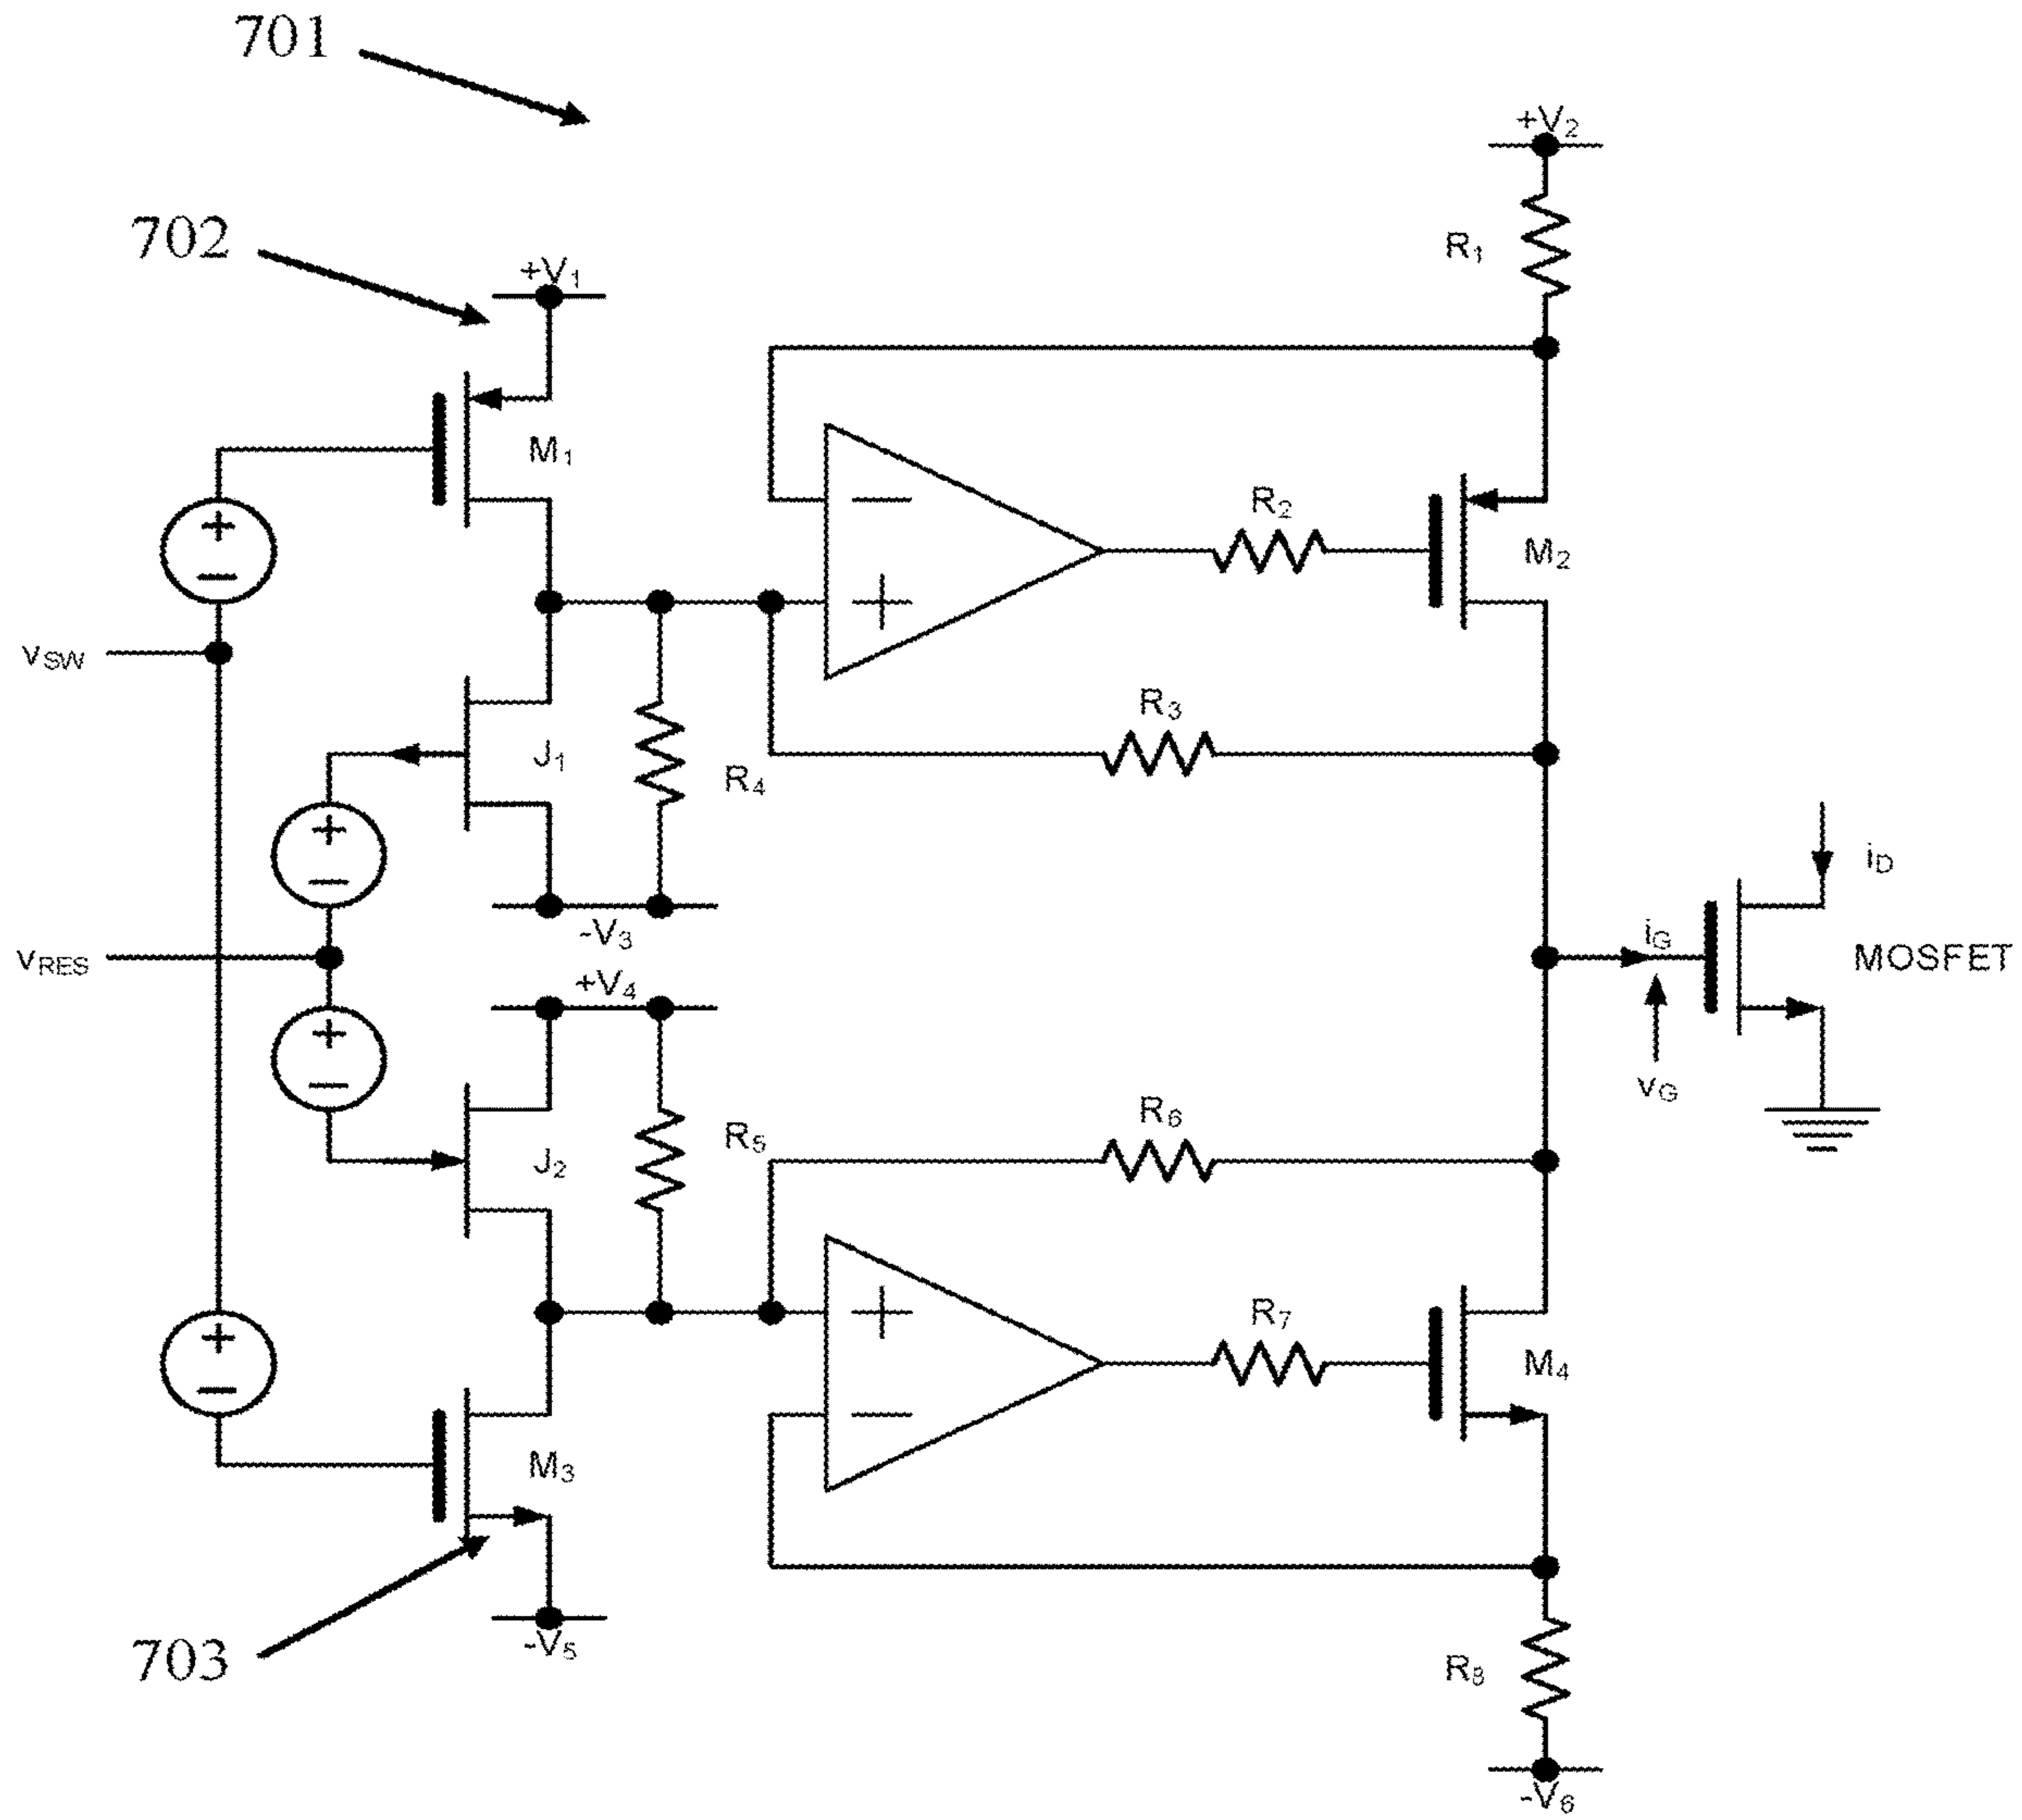 701
+V₂
R₁
702
+V₁
M₁
R₂
M₂
vSW
R₃
J₁
R₄
iD
-V₃
iG
MOSFET
vRES
+V₄
vG
R₆
R₅
J₂
R₇
M₄
M₃
703
-V₅
R₈
-V₆
+
−
+
−
+
−
+
−
−
+
+
−